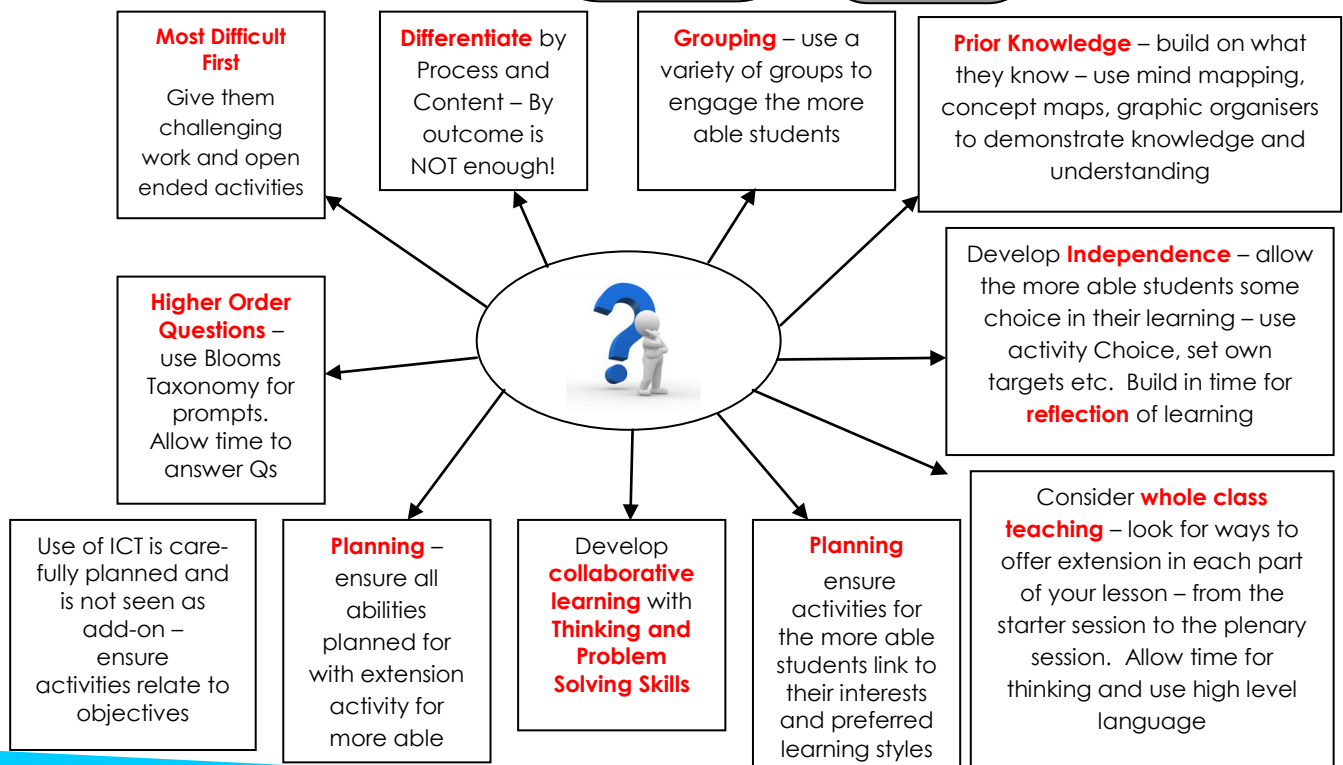 Most Difficult
First
Give them
challenging
work and open
ended activities
Differentiate by
Process and
Content – By
outcome is
NOT enough!
Grouping – use a
variety of groups to
engage the more
able students
Prior Knowledge – build on what
they know – use mind mapping,
concept maps, graphic organisers
to demonstrate knowledge and
understanding
Higher Order
Questions –
use Blooms
Taxonomy for
prompts.
Allow time to
answer Qs
Develop Independence – allow
the more able students some
choice in their learning – use
activity Choice, set own
targets etc. Build in time for
reflection of learning
Use of ICT is care-
fully planned and
is not seen as
add-on –
ensure
activities relate to
objectives
Planning –
ensure all
abilities
planned for
with extension
activity for
more able
Develop
collaborative
learning with
Thinking and
Problem
Solving Skills
Planning
ensure
activities for
the more able
students link to
their interests
and preferred
learning styles
Consider whole class
teaching – look for ways to
offer extension in each part
of your lesson – from the
starter session to the plenary
session. Allow time for
thinking and use high level
language